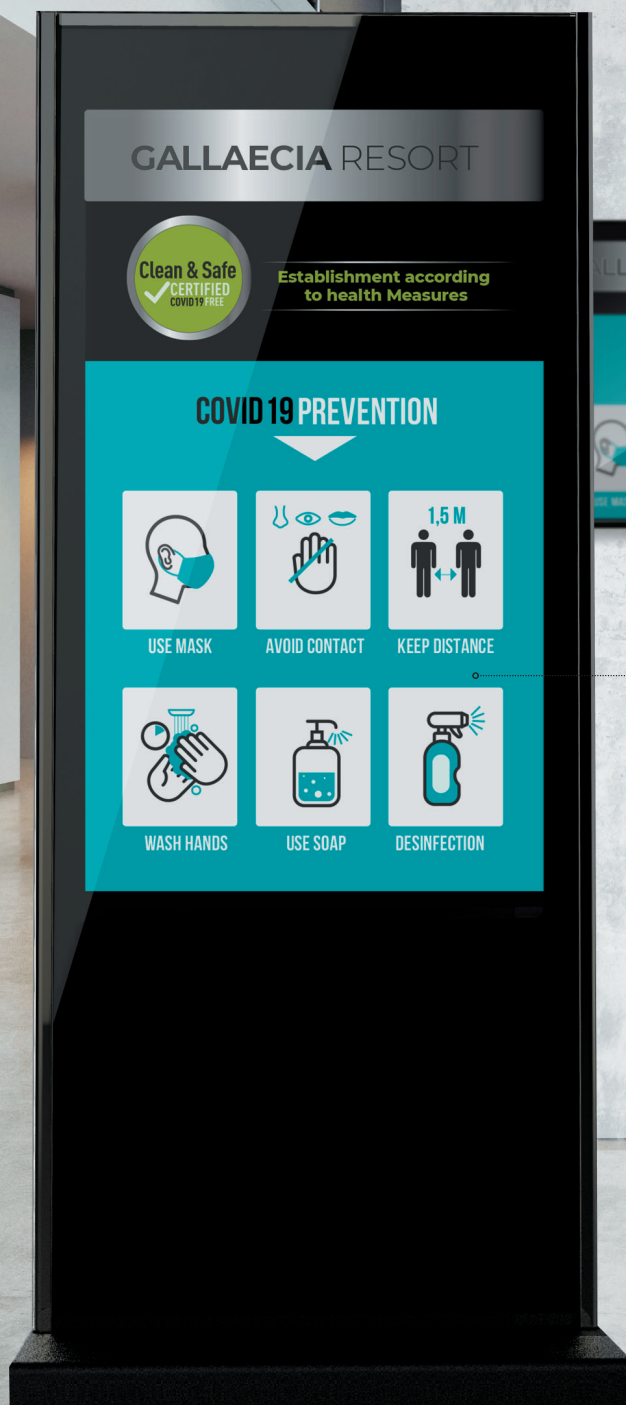 GALLAECIA RESORT
Clean & Safe
CERTIFIED
COVID19 FREE
Establishment according
to health Measures
COVID 19 PREVENTION
1,5 M
USE MASK
AVOID CONTACT
KEEP DISTANCE
WASH HANDS
USE SOAP
DESINFECTION